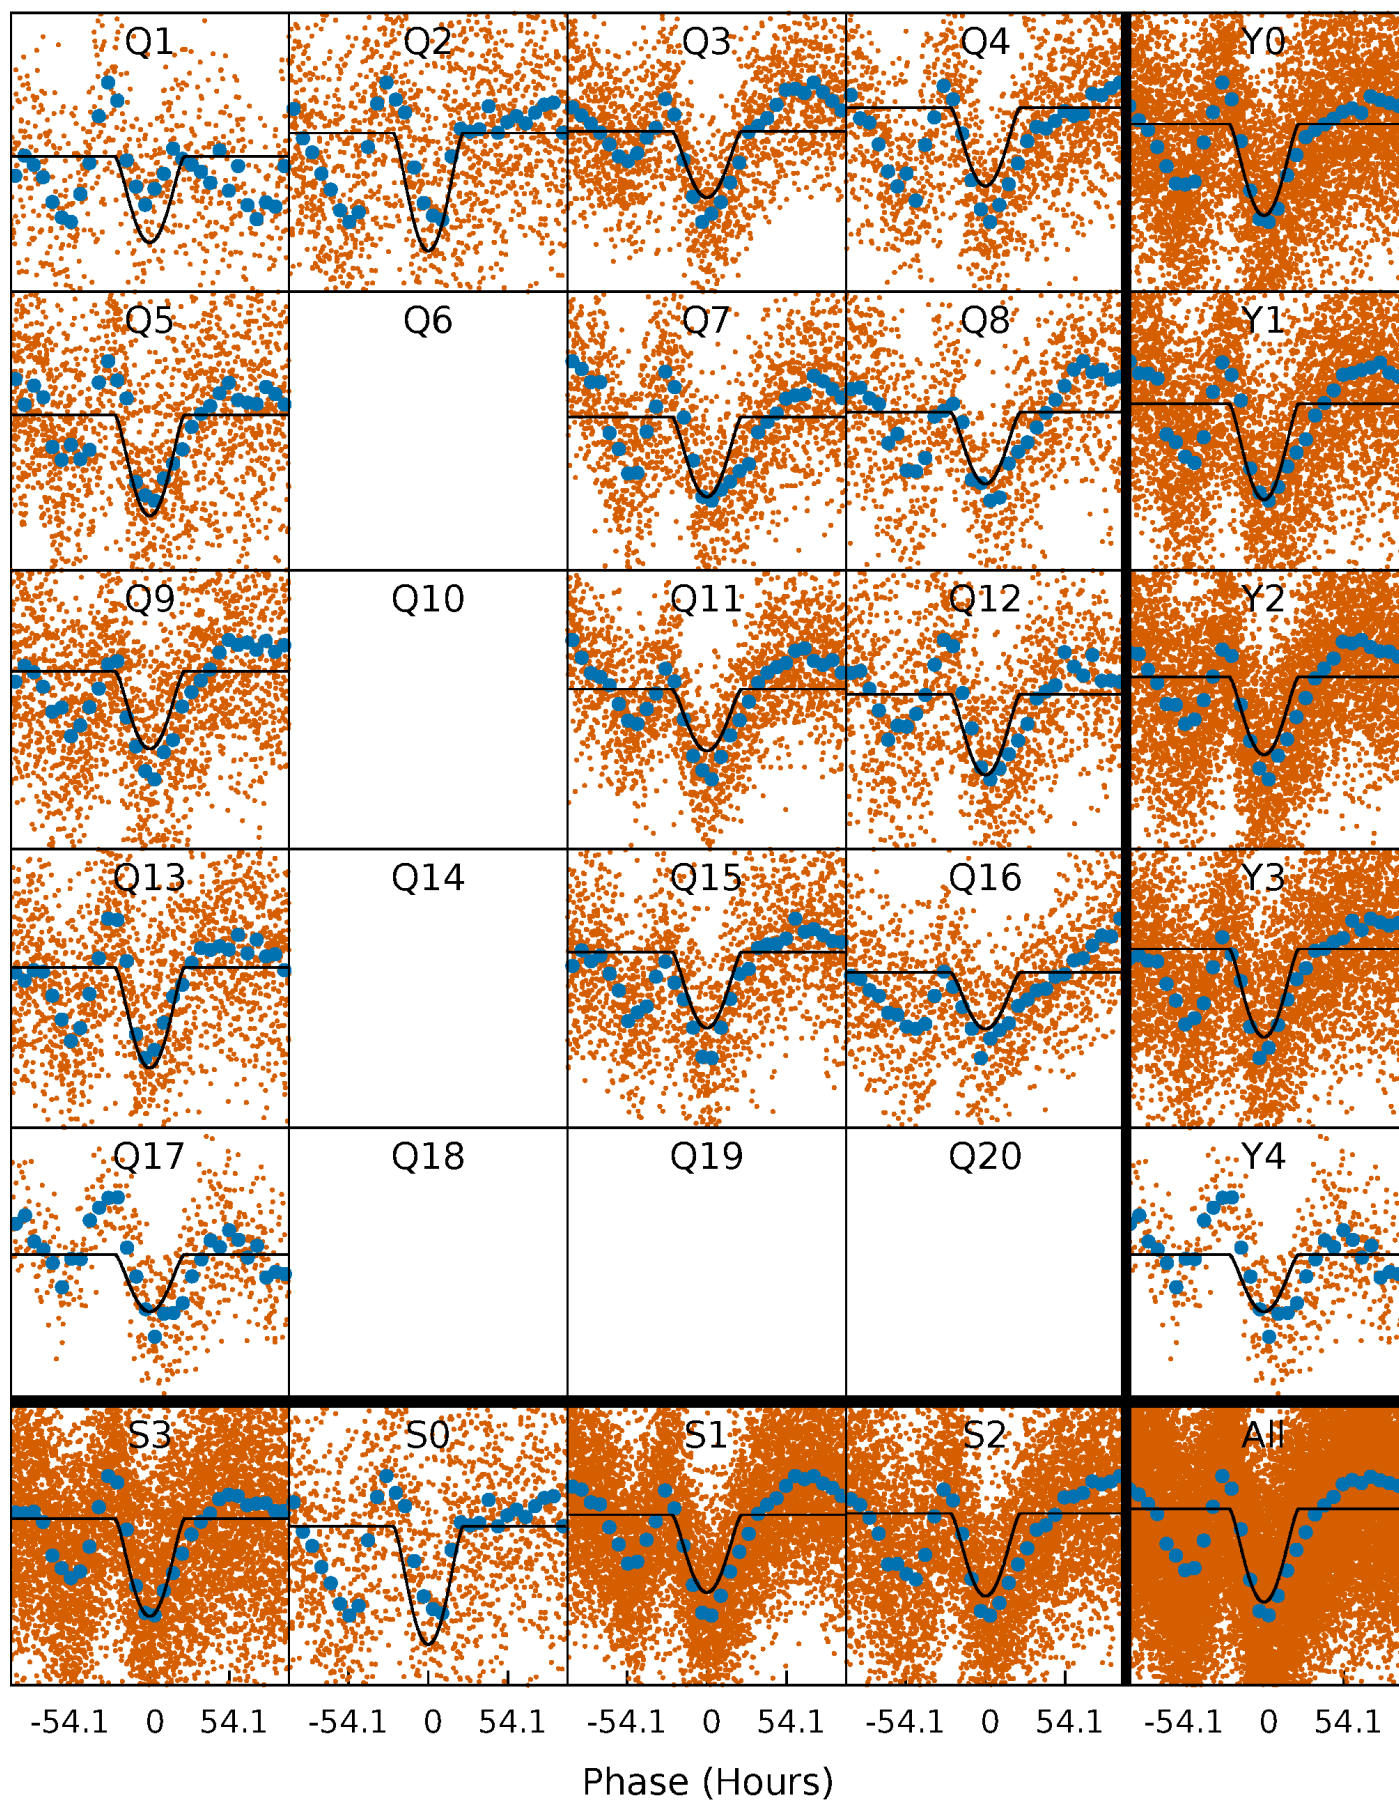 Q1 Q2 Q3 Q4 Y0
Q5 Q6 Q7 Q8 Y1
Q9 Q10 Q11 Q12 Y2
Q13 Q14 Q15 Q16 Y3
Q17 Q18 Q19 Q20 Y4
S3 S0 S1 S2 All
-54.1 0 54.1 -54.1 0 54.1 -54.1 0 54.1 -54.1 0 54.1 -54.1 0 54.1
Phase (Hours)